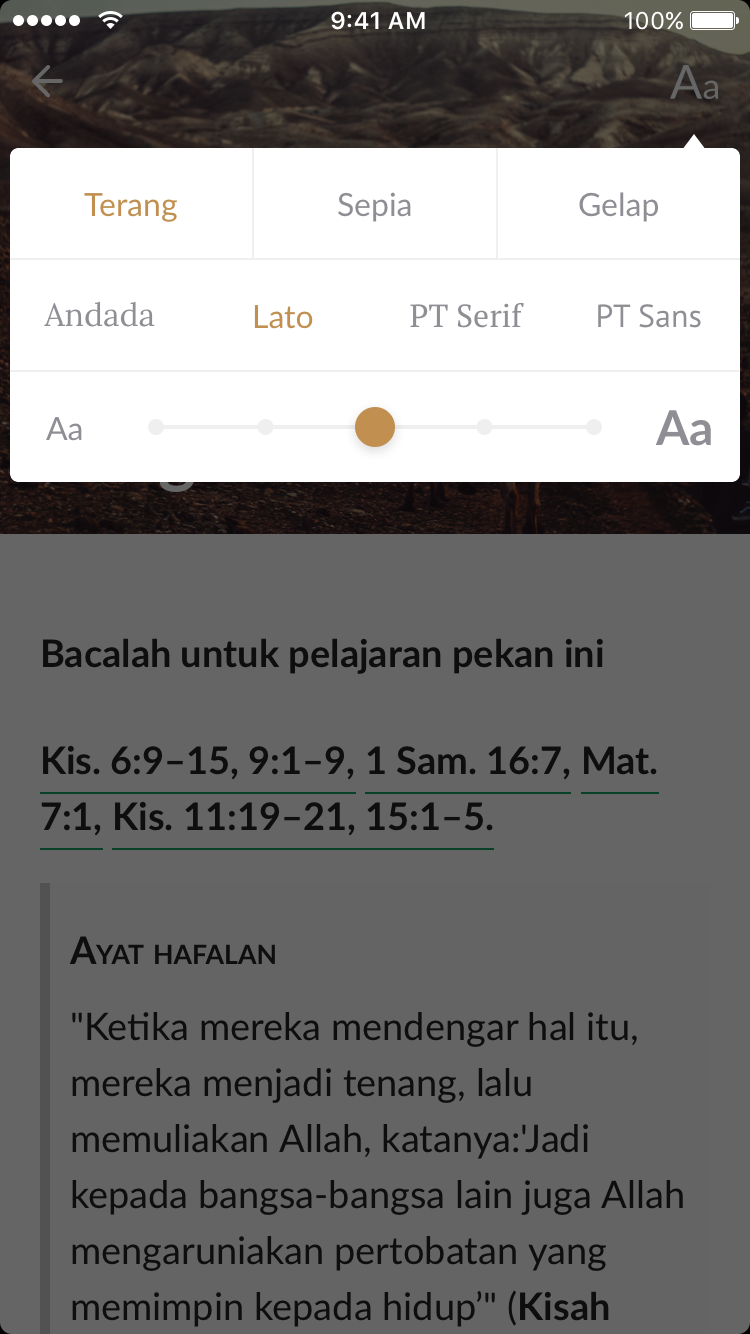 9:41 AM 100%
Aa
Terang Sepia Gelap
Andada Lato PT Serif PT Sans
Aa Aa
Bacalah untuk pelajaran pekan ini
Kis. 6:9–15, 9:1–9, 1 Sam. 16:7, Mat.
7:1, Kis. 11:19–21, 15:1–5.
Ayat hafalan
"Ketika mereka mendengar hal itu,
mereka menjadi tenang, lalu
memuliakan Allah, katanya:'Jadi
kepada bangsa-bangsa lain juga Allah
mengaruniakan pertobatan yang
memimpin kepada hidup’" (Kisah